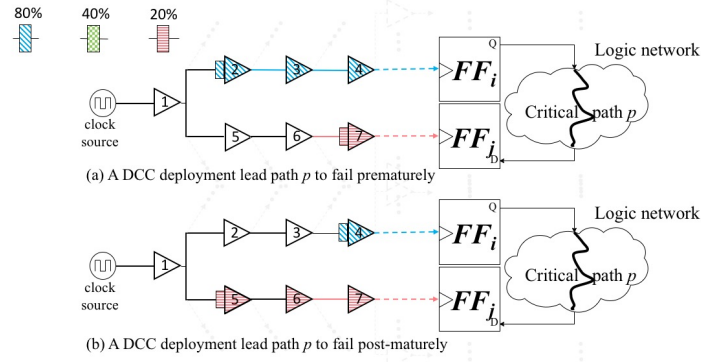 80% 40% 20%
Logic network
Q
2 3 4
FFi
1
clock
source
Critical path p
5 6 7
FFj
D
(a) A DCC deployment lead path p to fail prematurely
Logic network
Q
2 3 4
FFi
1
clock
source
Critical path p
5 6 7
FFj
D
(b) A DCC deployment lead path p to fail post-maturely